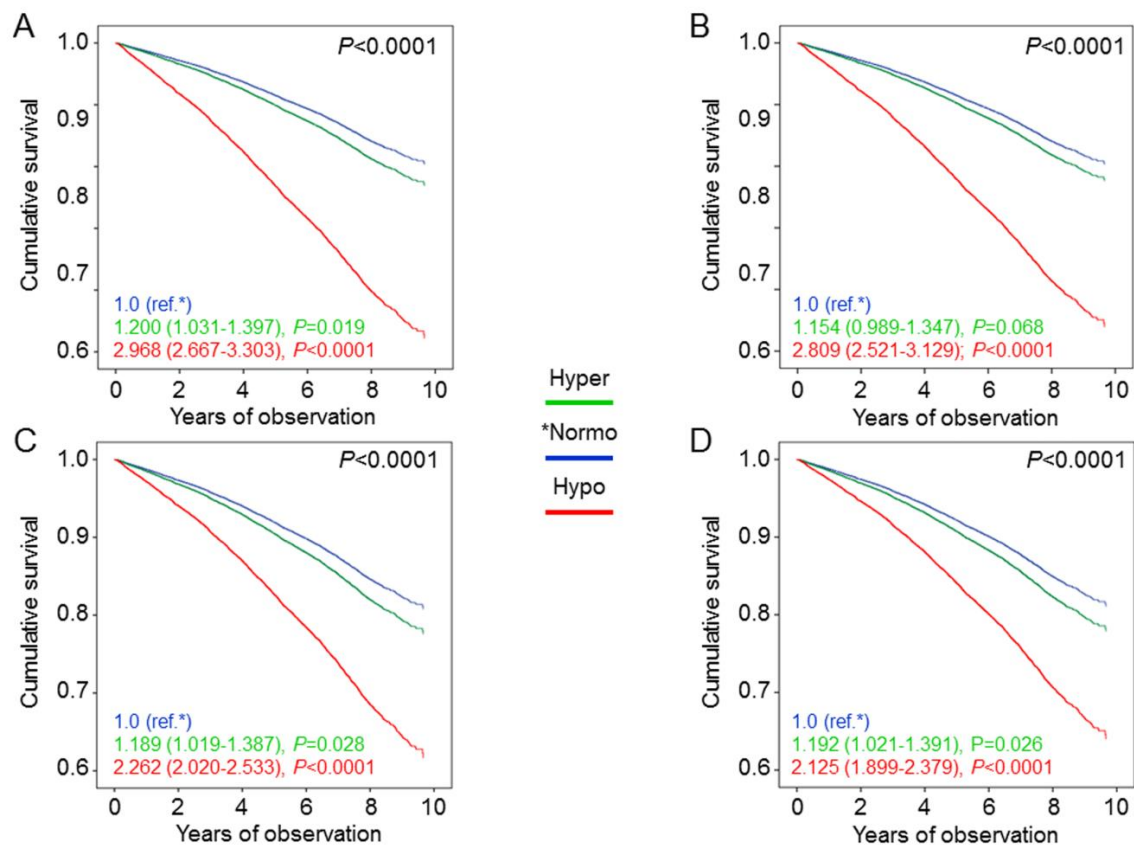 A
P<0.0001
1.0
0.9
0.8
0.7
0.6
Cumulative survival
1.0 (ref.*)
1.200 (1.031-1.397), P=0.019
2.968 (2.667-3.303), P<0.0001
0 2 4 6 8 10
Years of observation
B
P<0.0001
1.0
0.9
0.8
0.7
0.6
Cumulative survival
1.0 (ref.*)
1.154 (0.989-1.347), P=0.068
2.809 (2.521-3.129); P<0.0001
0 2 4 6 8 10
Years of observation
Hyper
*Normo
Hypo
C
P<0.0001
1.0
0.9
0.8
0.7
0.6
Cumulative survival
1.0 (ref.*)
1.189 (1.019-1.387), P=0.028
2.262 (2.020-2.533), P<0.0001
0 2 4 6 8 10
Years of observation
D
P<0.0001
1.0
0.9
0.8
0.7
0.6
Cumulative survival
1.0 (ref.*)
1.192 (1.021-1.391), P=0.026
2.125 (1.899-2.379), P<0.0001
0 2 4 6 8 10
Years of observation